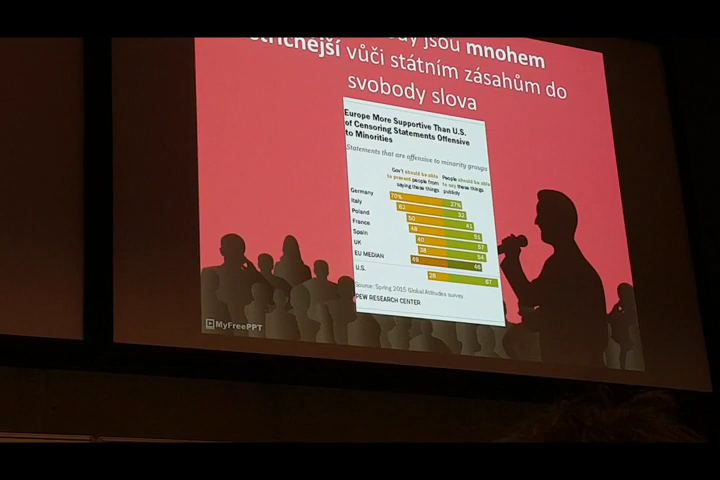 jsou mnohem
vůči státním zásahům do
svobody slova
Europe More Supportive Than U.S.
of Censoring Statements Offensive
to Minorities
Statements that are offensive to minority groups
Gov't should be able
to prevent people from
saying these things
People should be able
to say these things
publicly
Germany 70% 27%
Italy 62 32
Poland 50 41
France 48 51
Spain 40 57
UK 38 54
EU MEDIAN 49 46
U.S. 28 67
Source: Spring 2015 Global Attitudes survey.
PEW RESEARCH CENTER
MyFreePPT